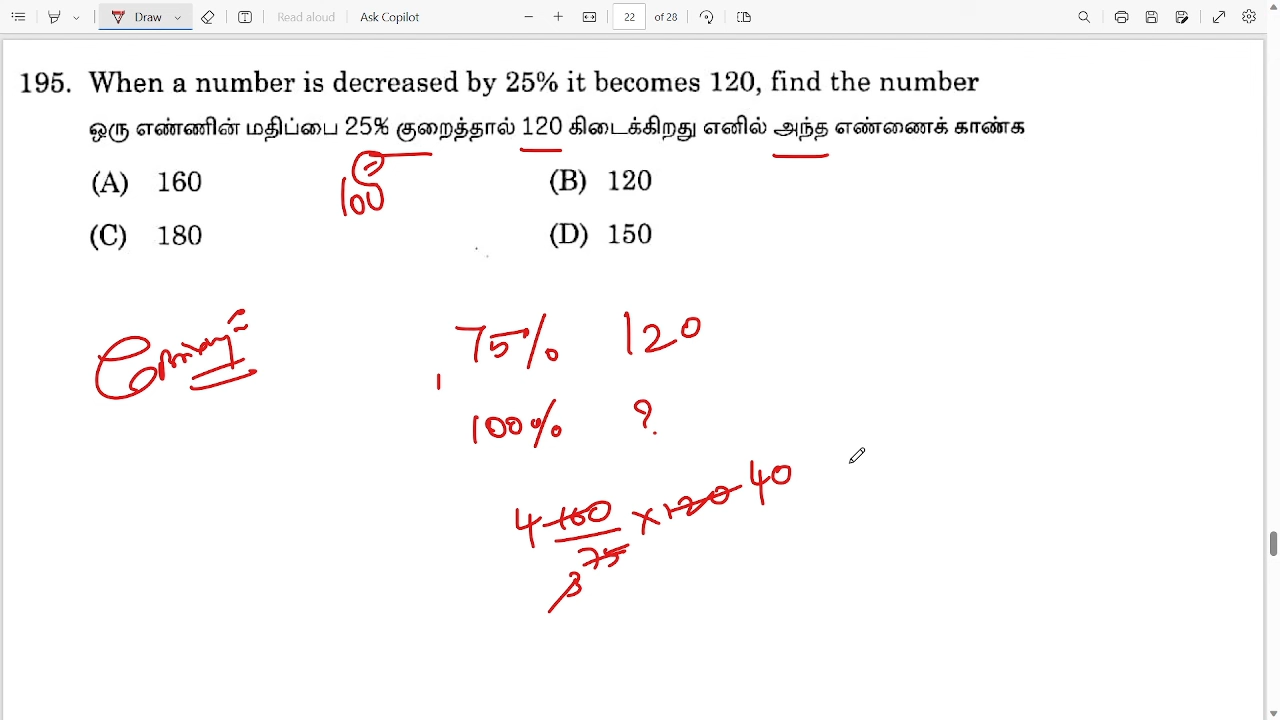 Draw Read aloud Ask Copilot 22 of 28
195. When a number is decreased by 25% it becomes 120, find the number
ஒரு எண்ணின் மதிப்பை 25% குறைத்தால் 120 கிடைக்கிறது எனில் அந்த எண்ணைக் காண்க
(A) 160 (B) 120
100
(C) 180 (D) 150
75% 120
100% ?
4 100 × 120 40
75
3